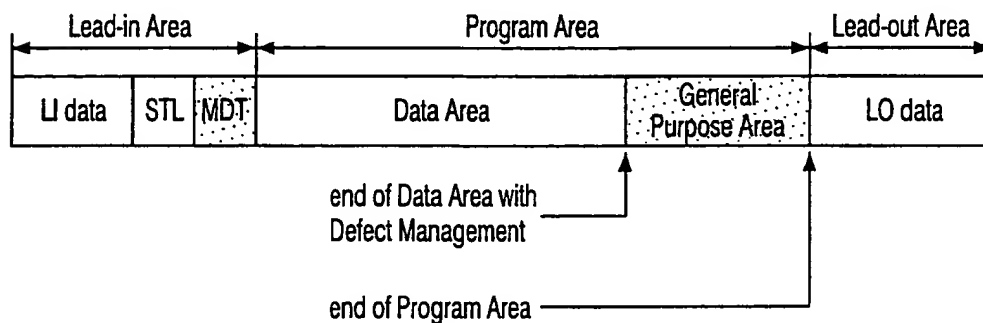 Lead-in Area
Program Area
Lead-out Area
LI data
STL
MDT
Data Area
General
Purpose Area
LO data
end of Data Area with
Defect Management
end of Program Area